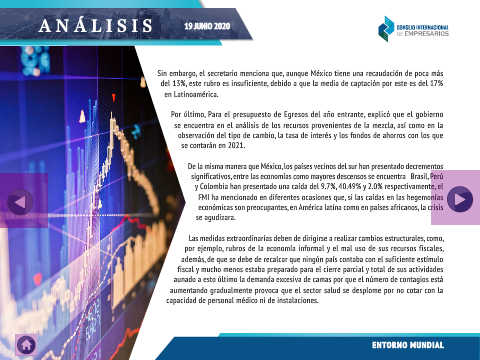 ANÁLISIS
19 JUNIO 2020
CONSEJO INTERNACIONAL
DE EMPRESARIOS
Sin embargo, el secretario menciona que, aunque México tiene una recaudación de poca más
del 13%, este rubro es insuficiente, debido a que la media de captación por este es del 17%
en Latinoamérica.
Por último, Para el presupuesto de Egresos del año entrante, explicó que el gobierno
se encuentra en el análisis de los recursos provenientes de la mezcla, así como en la
observación del tipo de cambio, la tasa de interés y los fondos de ahorros con los que
se contarán en 2021.
De la misma manera que México, los países vecinos del sur han presentado decrementos
significativos, entre las economías como mayores descensos se encuentra Brasil, Perú
y Colombia han presentado una caída del 9.7%, 40.49% y 2.0% respectivamente, el
FMI ha mencionado en diferentes ocasiones que, si las caídas en las hegemonías
económicas son preocupantes, en América latina como en países africanos, la crisis
se agudizara.
Las medidas extraordinarias deben de dirigirse a realizar cambios estructurales, como,
por ejemplo, rubros de la economía informal y el mal uso de sus recursos fiscales,
además, de que se debe de recalcar que ningún país contaba con el suficiente estímulo
fiscal y mucho menos estaba preparado para el cierre parcial y total de sus actividades
aunado a esto último la demanda excesiva de camas por que el número de contagios está
aumentando gradualmente provoca que el sector salud se desplome por no cotar con la
capacidad de personal médico ni de instalaciones.
ENTORNO MUNDIAL